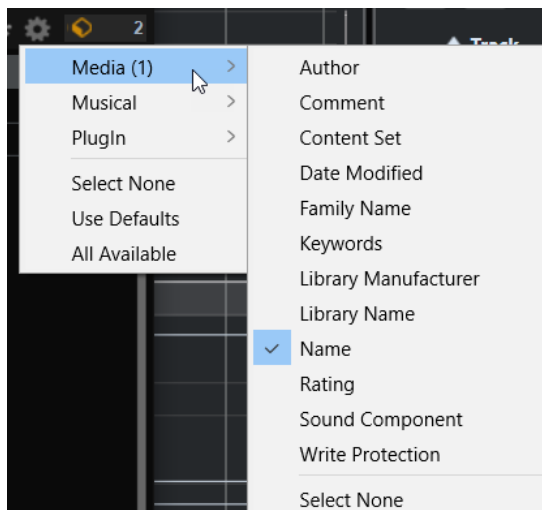 2
Track
Media (1)
Musical
PlugIn
Select None
Use Defaults
All Available
Author
Comment
Content Set
Date Modified
Family Name
Keywords
Library Manufacturer
Library Name
Name
Rating
Sound Component
Write Protection
Select None